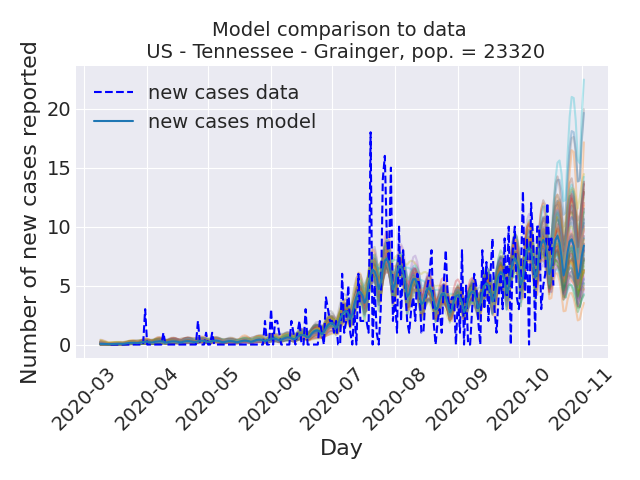 Model comparison to data
US - Tennessee - Grainger, pop. = 23320
Number of new cases reported
new cases data
new cases model
20
15
10
5
0
2020-03
2020-04
2020-05
2020-06
2020-07
2020-08
2020-09
2020-10
2020-11
Day